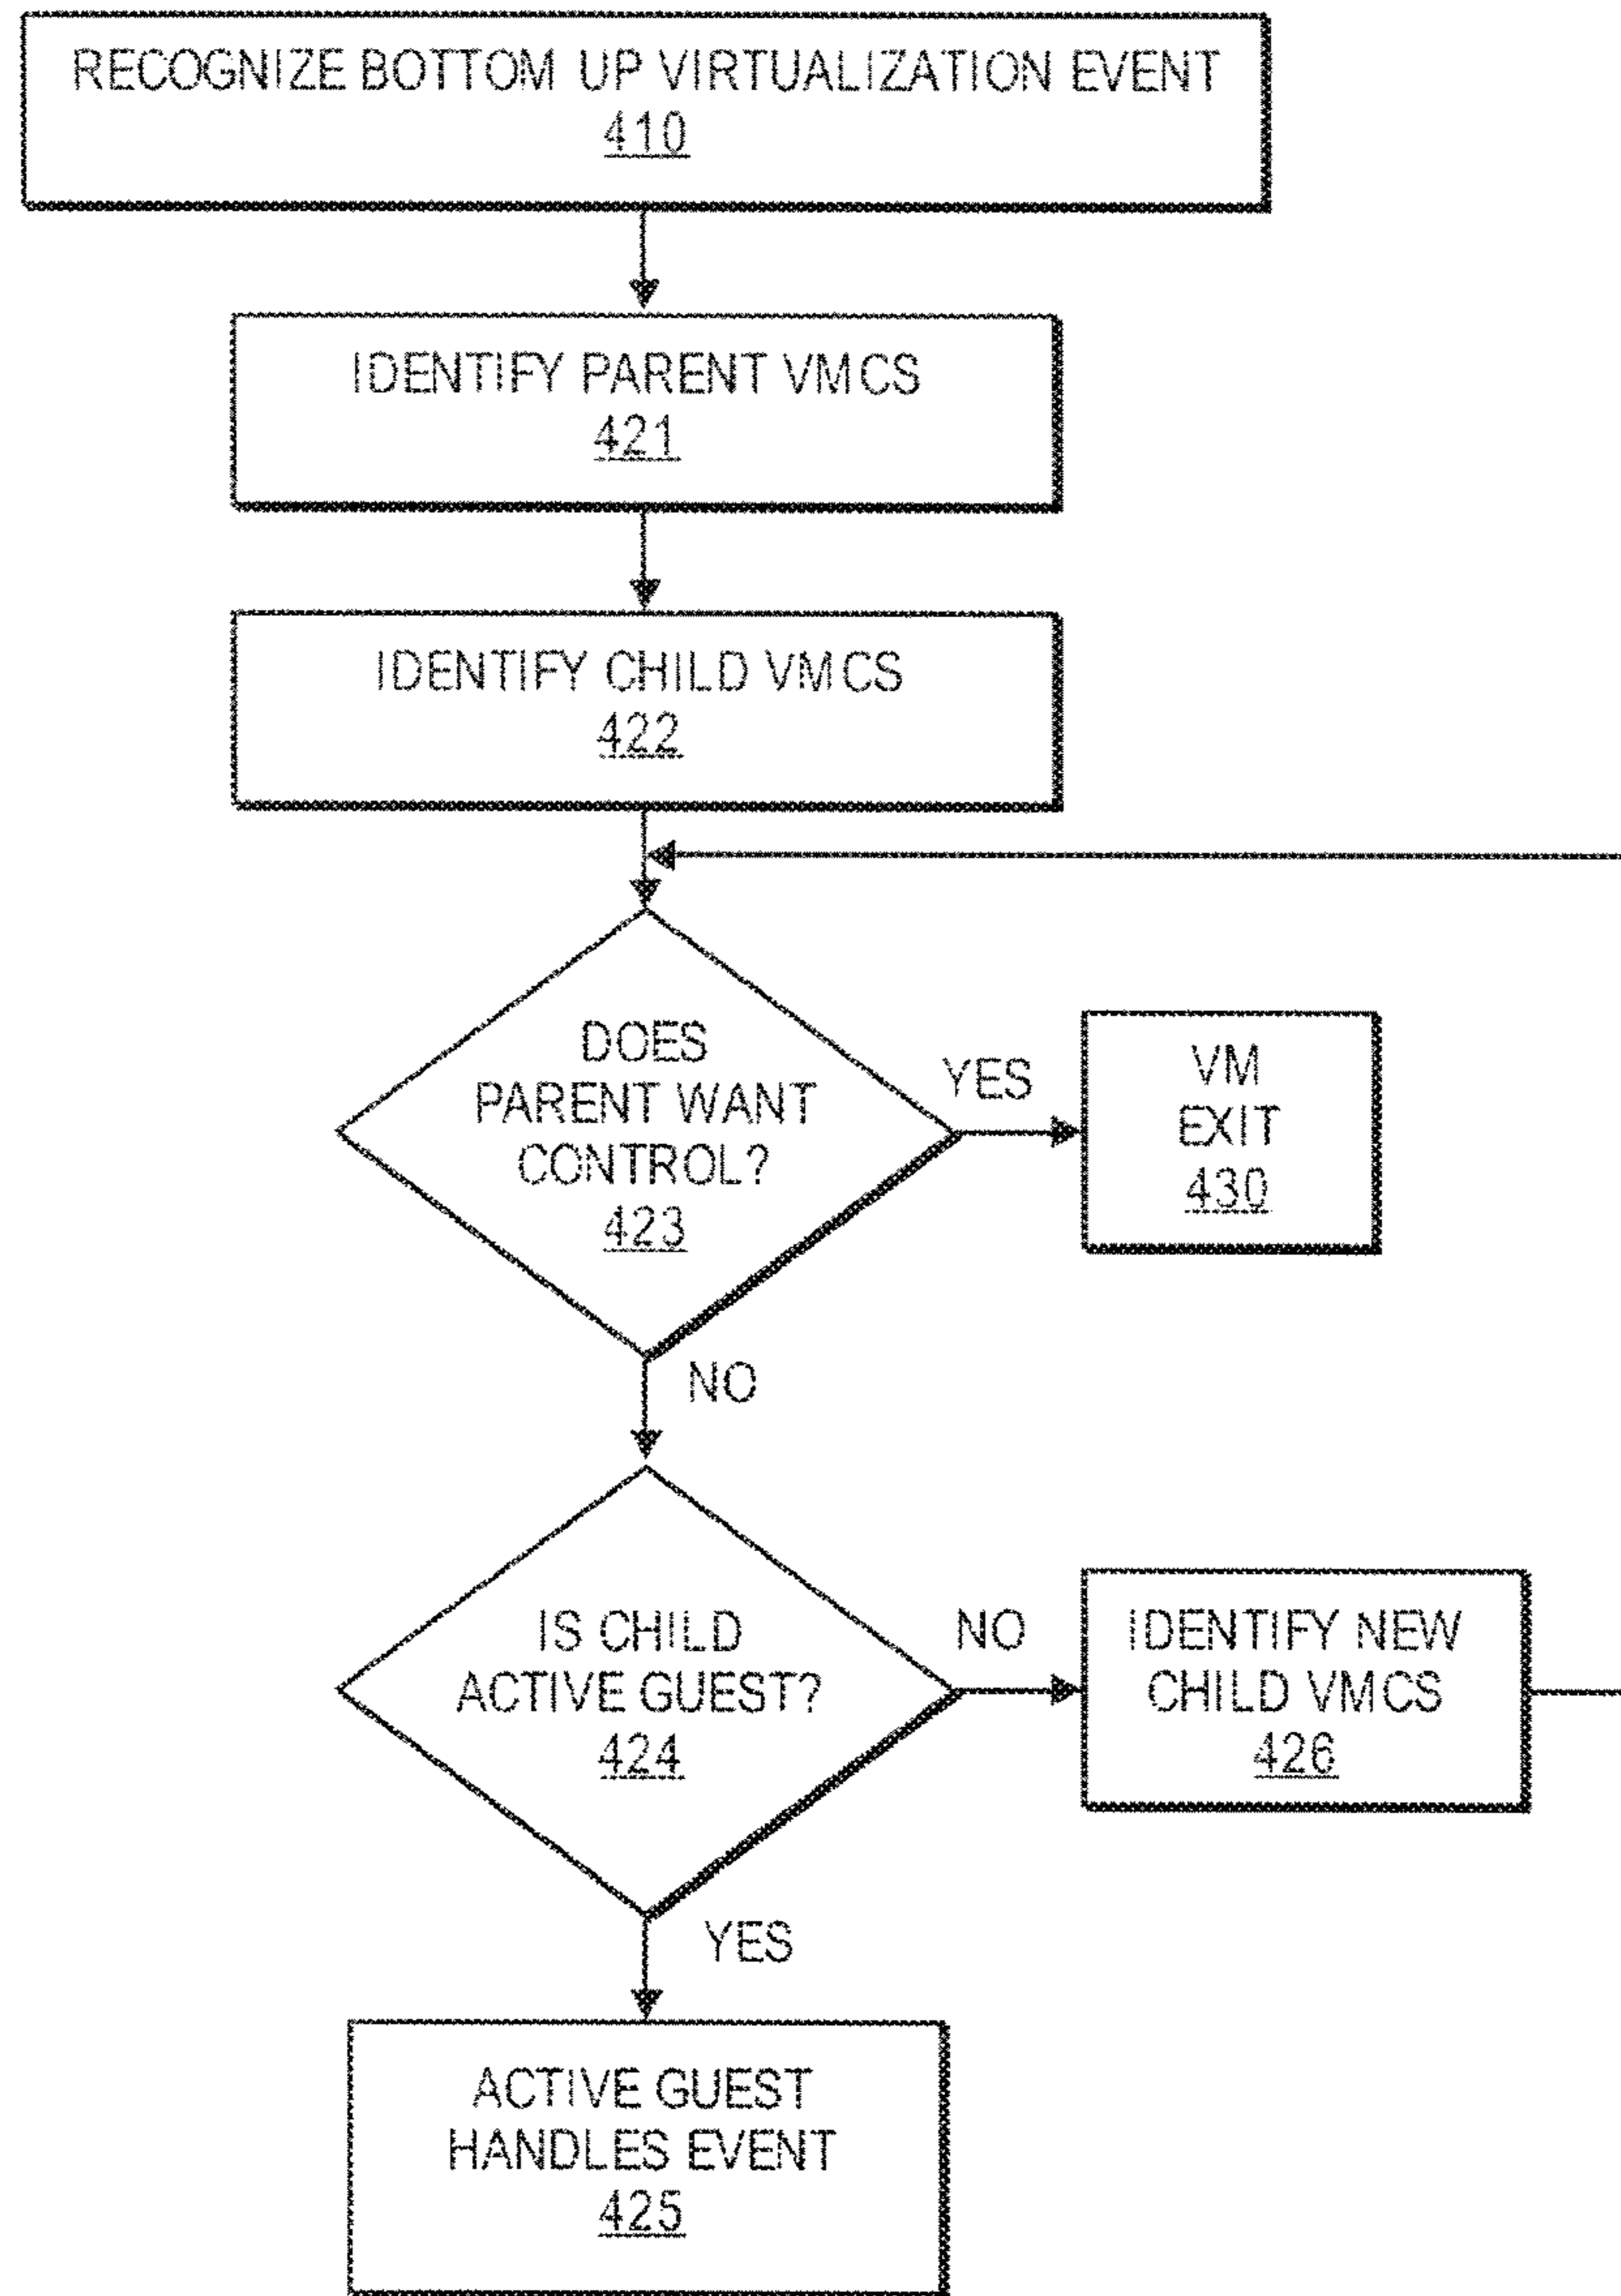 RECOGNIZE BOTTOM UP VIRTUALIZATION EVENT
410
IDENTIFY PARENT VMCS
421
IDENTIFY CHILD VMCS
422
DOES
PARENT WANT
CONTROL?
423
YES
VM
EXIT
430
NO
IS CHILD
ACTIVE GUEST?
424
NO
IDENTIFY NEW
CHILD VMCS
426
YES
ACTIVE GUEST
HANDLES EVENT
425